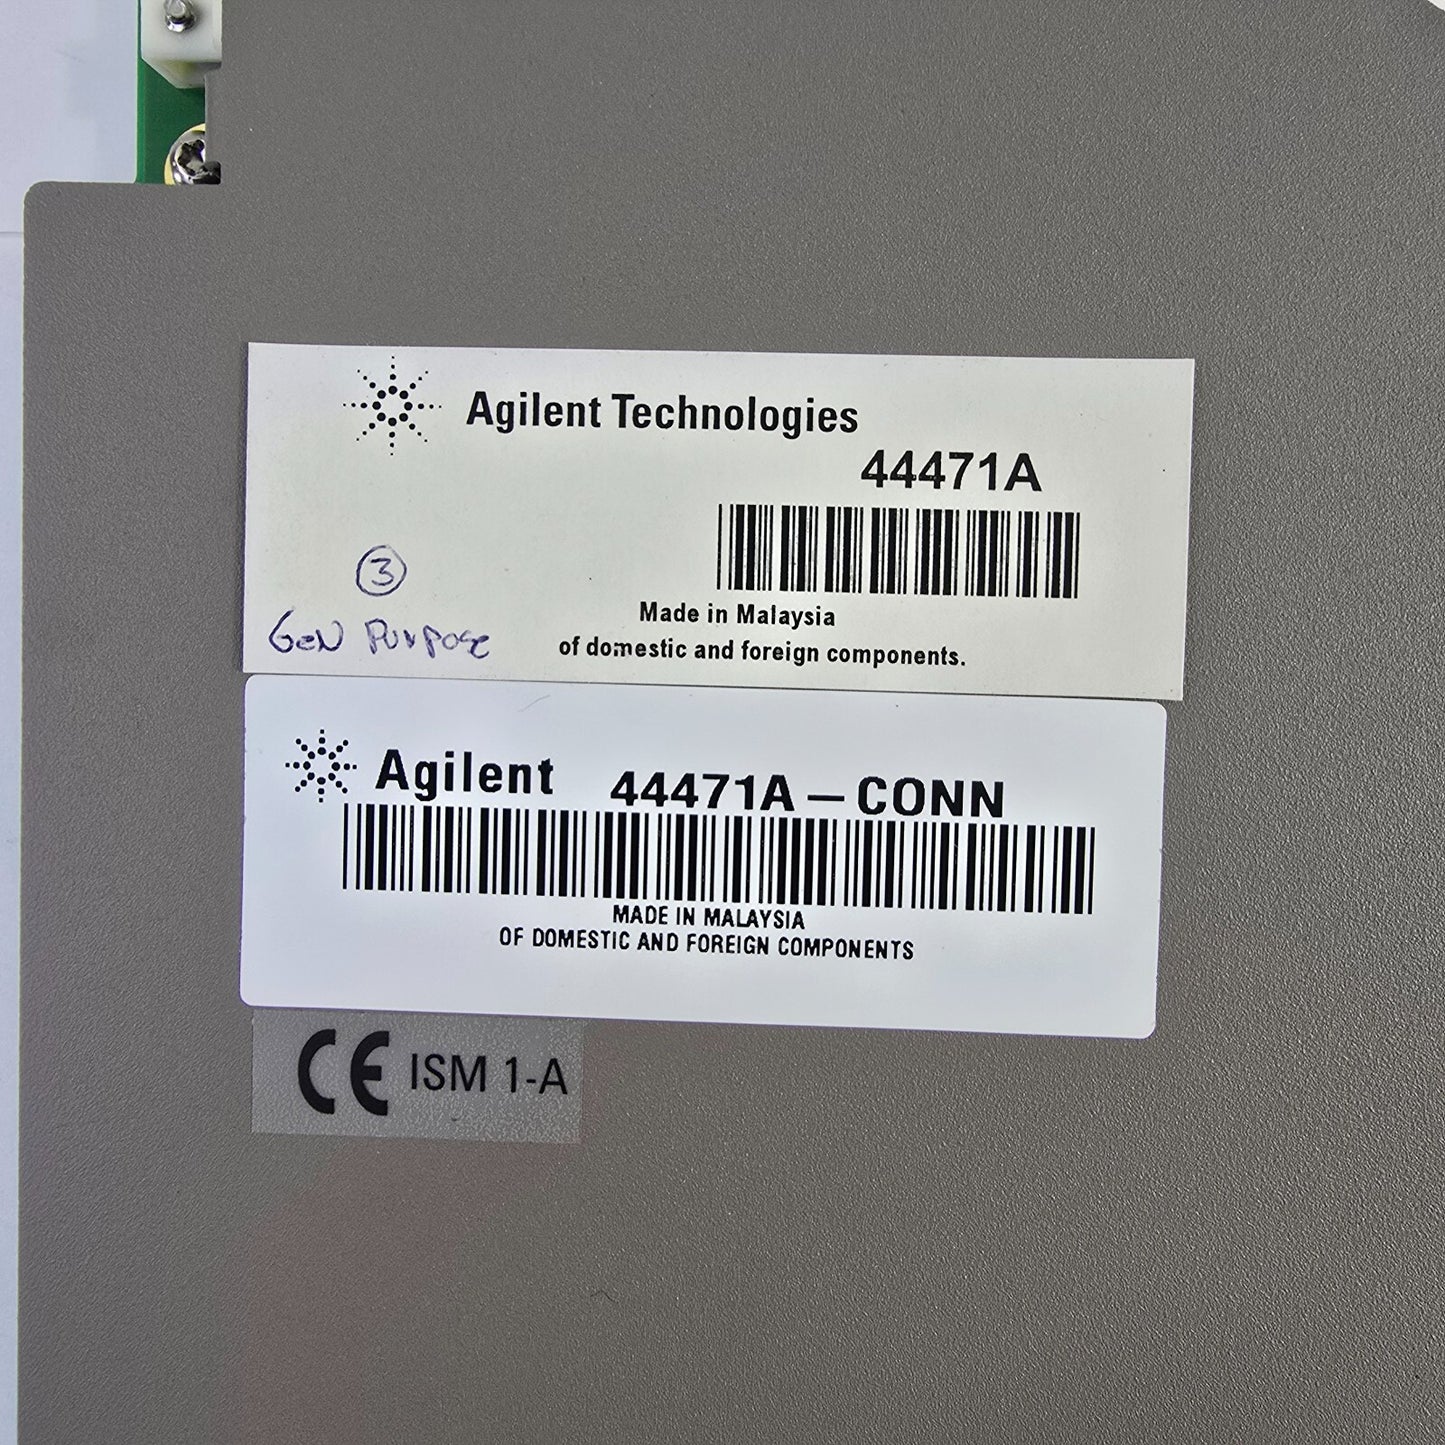 Agilent Technologies
44471A
3
Gen Purpose
Made in Malaysia
of domestic and foreign components.
Agilent 44471A – CONN
MADE IN MALAYSIA
OF DOMESTIC AND FOREIGN COMPONENTS
CE ISM 1-A